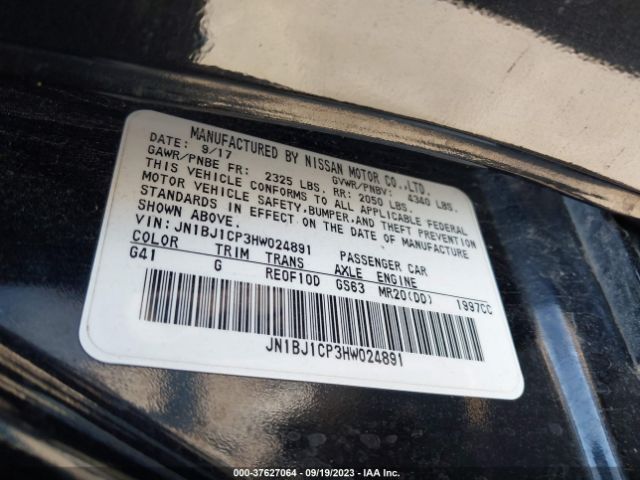 MANUFACTURED BY NISSAN MOTOR CO.,LTD.
DATE: 9/17 GVWR/PNBV: 4340 LBS.
GAWR/PNBE FR: 2325 LBS. RR: 2050 LBS.
THIS VEHICLE CONFORMS TO ALL APPLICABLE FEDERAL
MOTOR VEHICLE SAFETY,BUMPER,AND THEFT PREVENTION
STANDARDS IN EFFECT ON THE DATE OF MANUFACTURE
SHOWN ABOVE.
VIN: JN1BJ1CP3HW024891 PASSENGER CAR
COLOR TRIM TRANS AXLE ENGINE
G41 G RE0F10D GS63 MR20(DD) 1997CC
JN1BJ1CP3HW024891
000-37627064 - 09/19/2023 - IAA Inc.